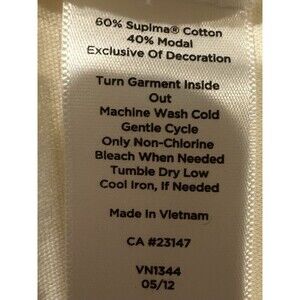 60% Supima® Cotton
40% Modal
Exclusive Of Decoration
Turn Garment Inside
Out
Machine Wash Cold
Gentle Cycle
Only Non-Chlorine
Bleach When Needed
Tumble Dry Low
Cool Iron, If Needed
Made In Vietnam
CA #23147
VN1344
05/12